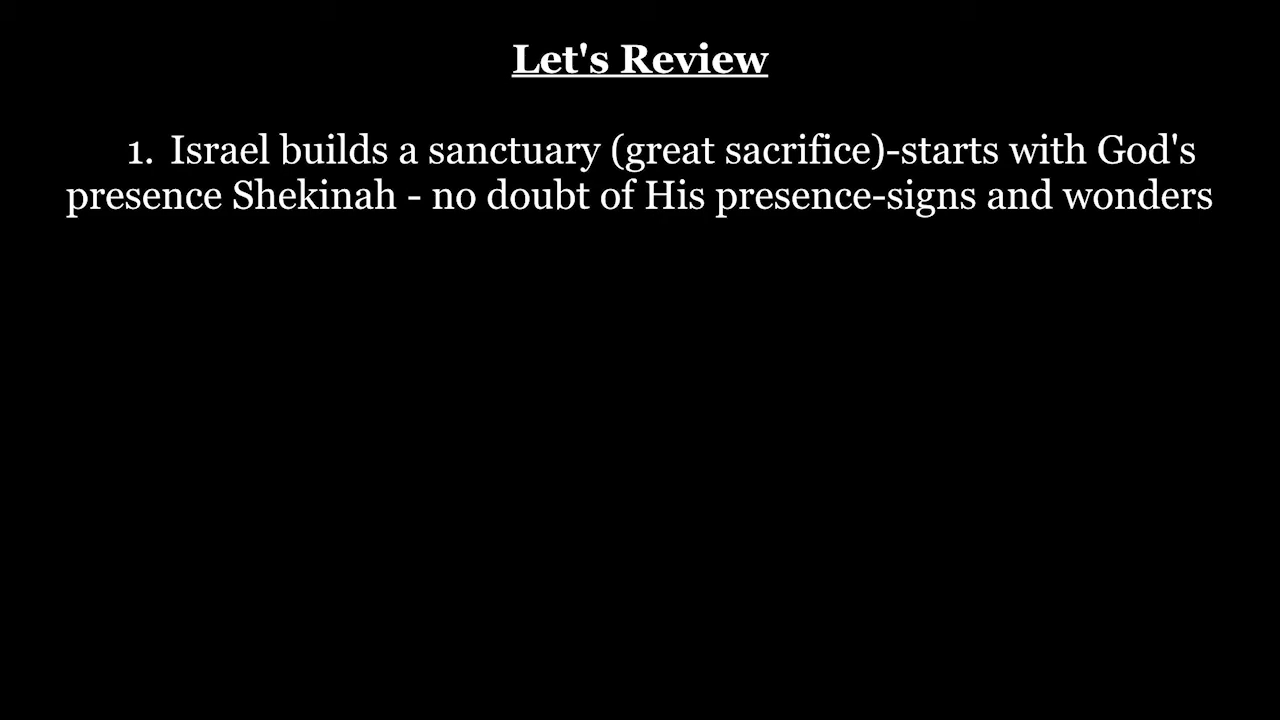 Let's Review
1. Israel builds a sanctuary (great sacrifice)-starts with God's
presence Shekinah - no doubt of His presence-signs and wonders